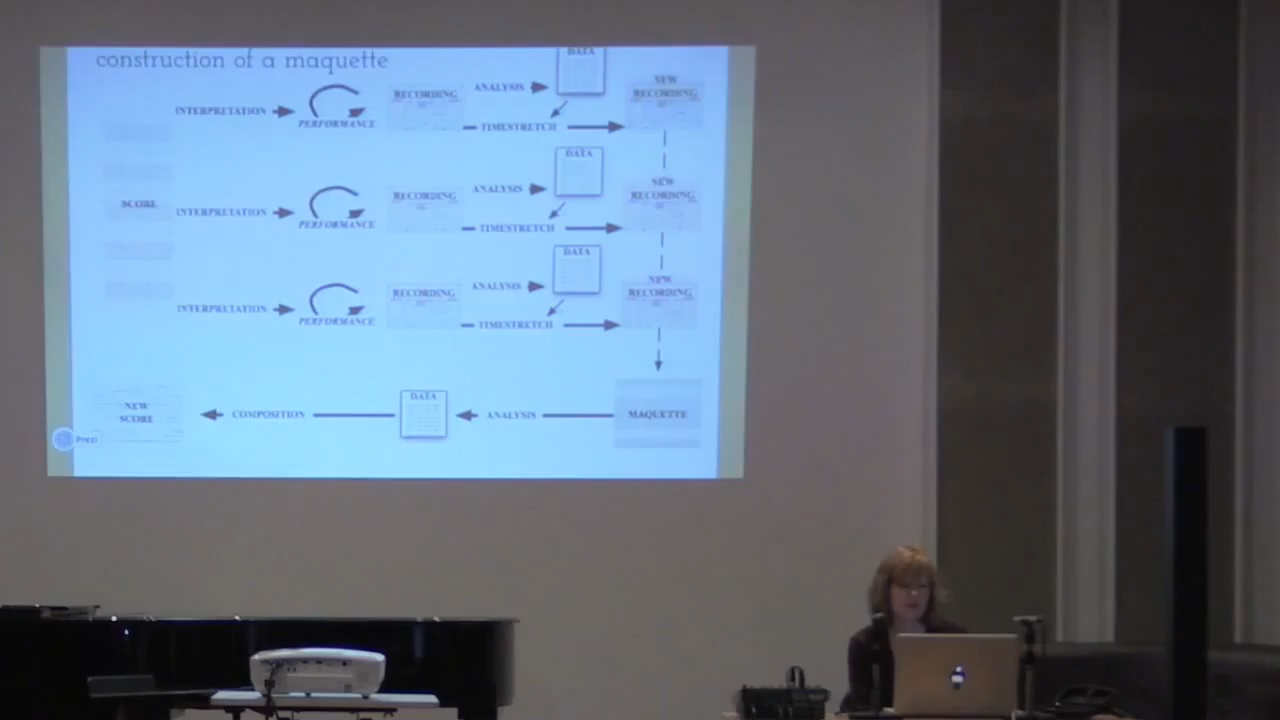 construction of a maquette
DATA
ANALYSIS
NEW
RECORDING
RECORDING
INTERPRETATION
PERFORMANCE
TIMESTRETCH
DATA
ANALYSIS
NEW
RECORDING
RECORDING
SCORE
INTERPRETATION
PERFORMANCE
TIMESTRETCH
DATA
ANALYSIS
NEW
RECORDING
RECORDING
INTERPRETATION
PERFORMANCE
TIMESTRETCH
NEW
SCORE
COMPOSITION
DATA
ANALYSIS
MAQUETTE
Prezi